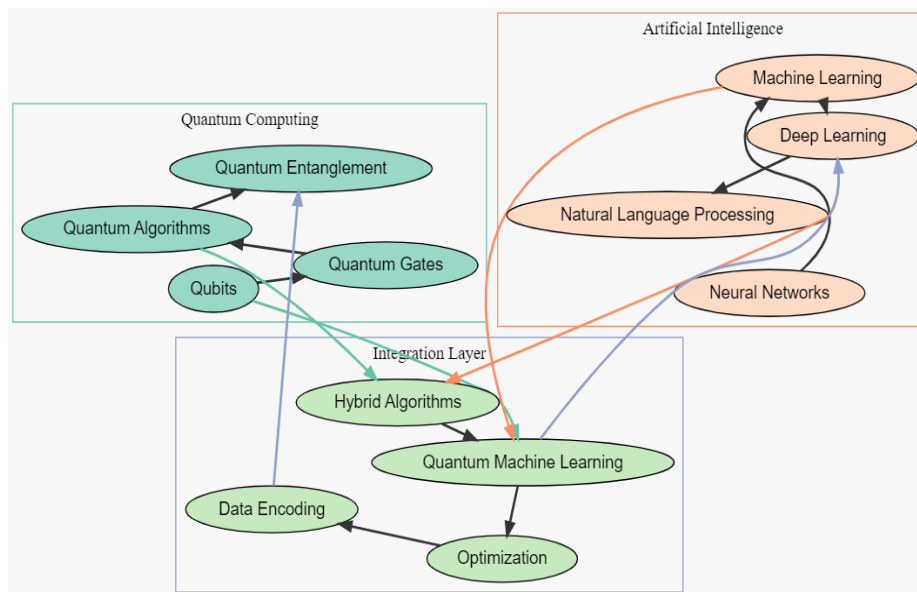 Artificial Intelligence
Machine Learning
Deep Learning
Natural Language Processing
Neural Networks
Quantum Computing
Quantum Entanglement
Quantum Algorithms
Quantum Gates
Qubits
Integration Layer
Hybrid Algorithms
Quantum Machine Learning
Data Encoding
Optimization